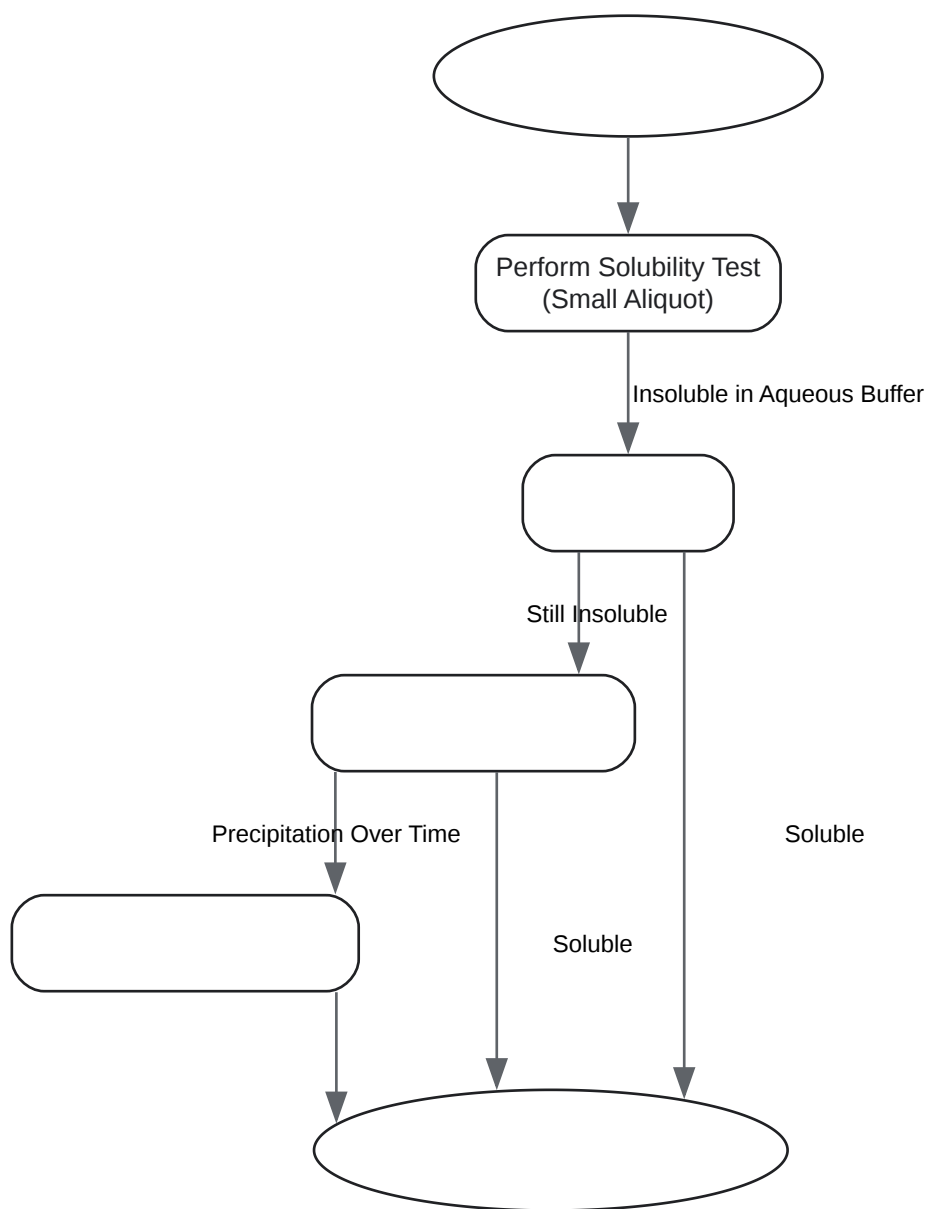 Perform Solubility Test
(Small Aliquot)
Insoluble in Aqueous Buffer
Still Insoluble
Precipitation Over Time
Soluble
Soluble